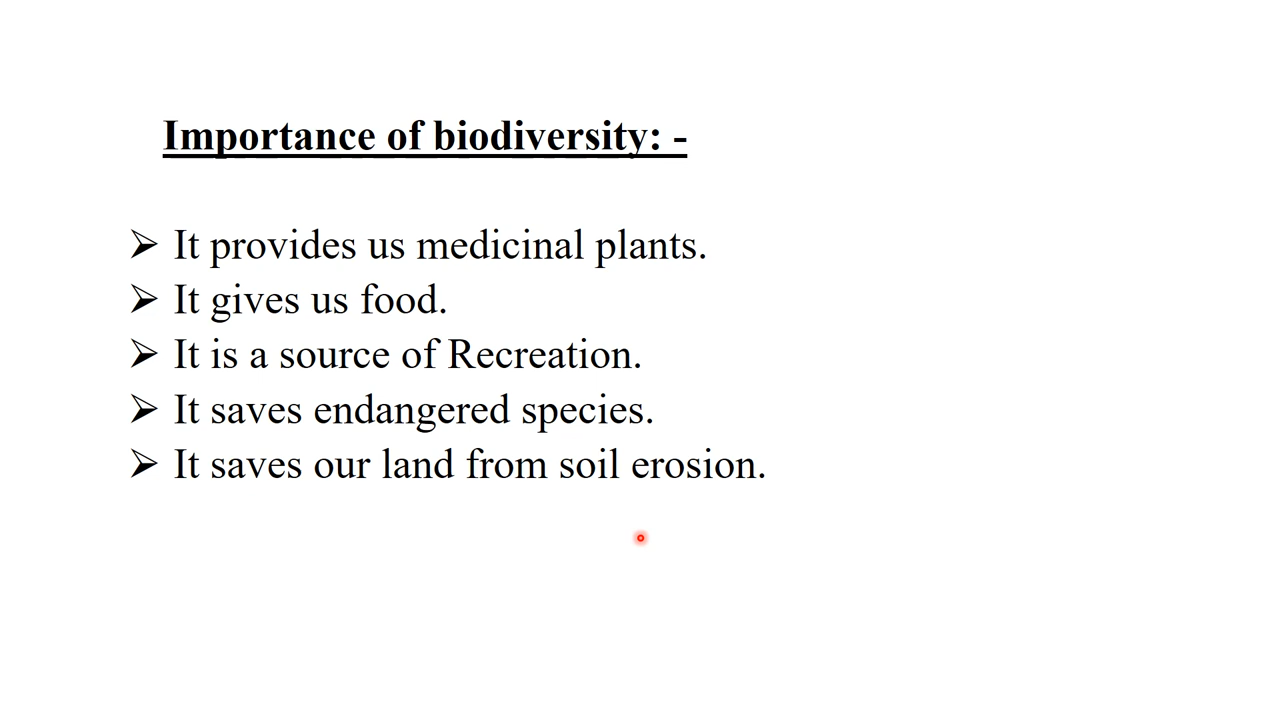 Importance of biodiversity: -
➢ It provides us medicinal plants.
➢ It gives us food.
➢ It is a source of Recreation.
➢ It saves endangered species.
➢ It saves our land from soil erosion.